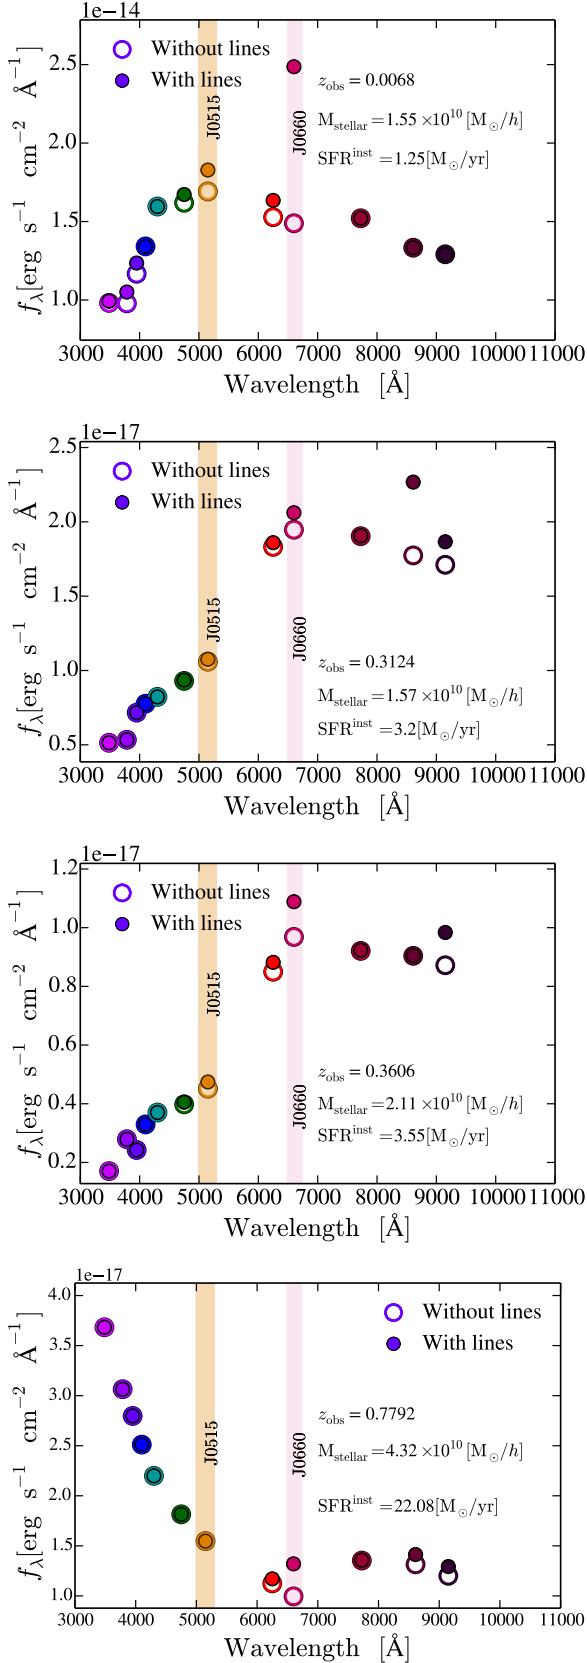 1e−14
Without lines
With lines
J0515
J0660
z_obs = 0.0068
M_stellar = 1.55 ×10^10 [M_⊙/h]
SFR^inst = 1.25[M_⊙/yr]
2.5
2.0
1.5
1.0
f_λ[erg s^−1 cm^−2 Å^−1]
3000 4000 5000 6000 7000 8000 9000 10000 11000
Wavelength [Å]
1e−17
Without lines
With lines
J0515
J0660
z_obs = 0.3124
M_stellar = 1.57 ×10^10 [M_⊙/h]
SFR^inst = 3.2[M_⊙/yr]
2.5
2.0
1.5
1.0
0.5
f_λ[erg s^−1 cm^−2 Å^−1]
3000 4000 5000 6000 7000 8000 9000 10000 11000
Wavelength [Å]
1e−17
Without lines
With lines
J0515
J0660
z_obs = 0.3606
M_stellar = 2.11 ×10^10 [M_⊙/h]
SFR^inst = 3.55[M_⊙/yr]
1.2
1.0
0.8
0.6
0.4
0.2
f_λ[erg s^−1 cm^−2 Å^−1]
3000 4000 5000 6000 7000 8000 9000 10000 11000
Wavelength [Å]
1e−17
Without lines
With lines
J0515
J0660
z_obs = 0.7792
M_stellar = 4.32 ×10^10 [M_⊙/h]
SFR^inst = 22.08[M_⊙/yr]
4.0
3.5
3.0
2.5
2.0
1.5
1.0
f_λ[erg s^−1 cm^−2 Å^−1]
3000 4000 5000 6000 7000 8000 9000 10000 11000
Wavelength [Å]